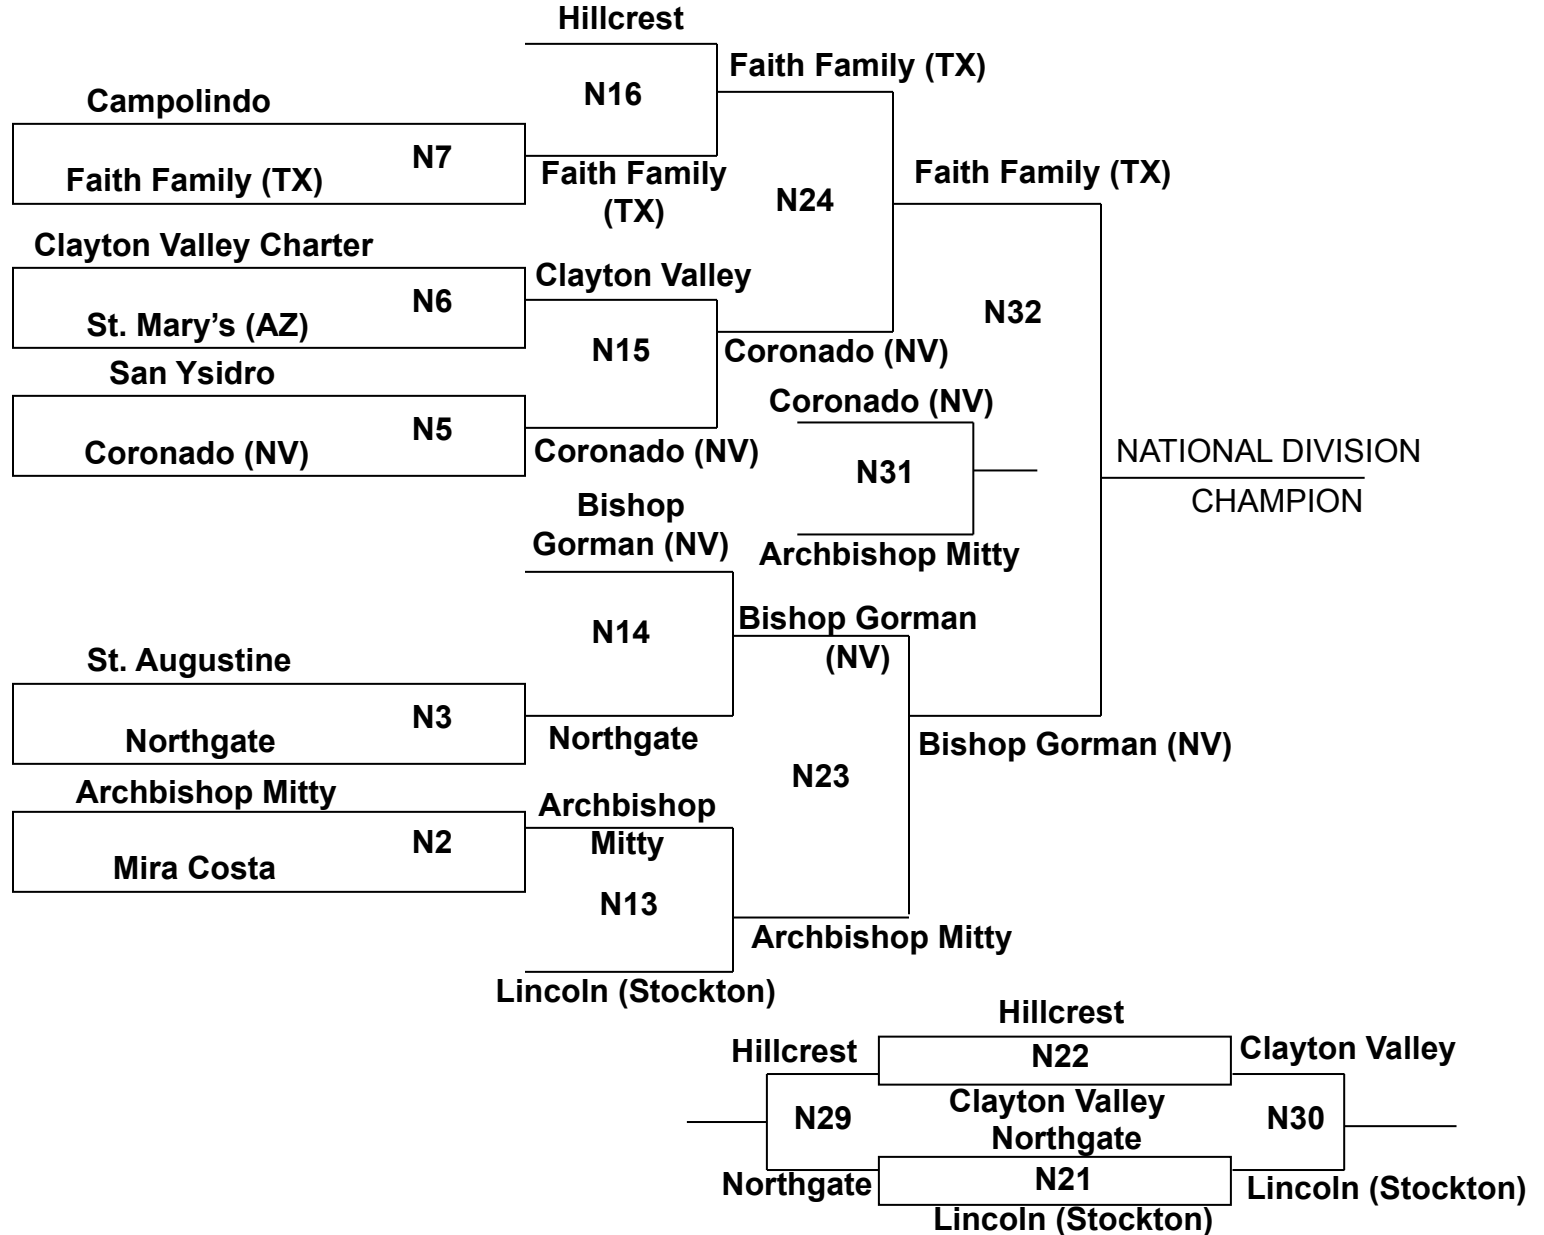 Hillcrest
Faith Family (TX)
N16
Campolindo
N7
Faith Family (TX)
Faith Family
(TX)
N24
Faith Family (TX)
Clayton Valley Charter
Clayton Valley
N6
St. Mary’s (AZ)
N32
N15
Coronado (NV)
San Ysidro
Coronado (NV)
N5
Coronado (NV)
Coronado (NV)
N31
NATIONAL DIVISION
CHAMPION
Bishop
Gorman (NV)
Archbishop Mitty
Bishop Gorman
(NV)
N14
St. Augustine
N3
Northgate
Northgate
Bishop Gorman (NV)
N23
Archbishop Mitty
Archbishop
Mitty
N2
Mira Costa
N13
Archbishop Mitty
Lincoln (Stockton)
Hillcrest
Hillcrest
N22
Clayton Valley
Clayton Valley
N29
N30
Northgate
Northgate
N21
Lincoln (Stockton)
Lincoln (Stockton)